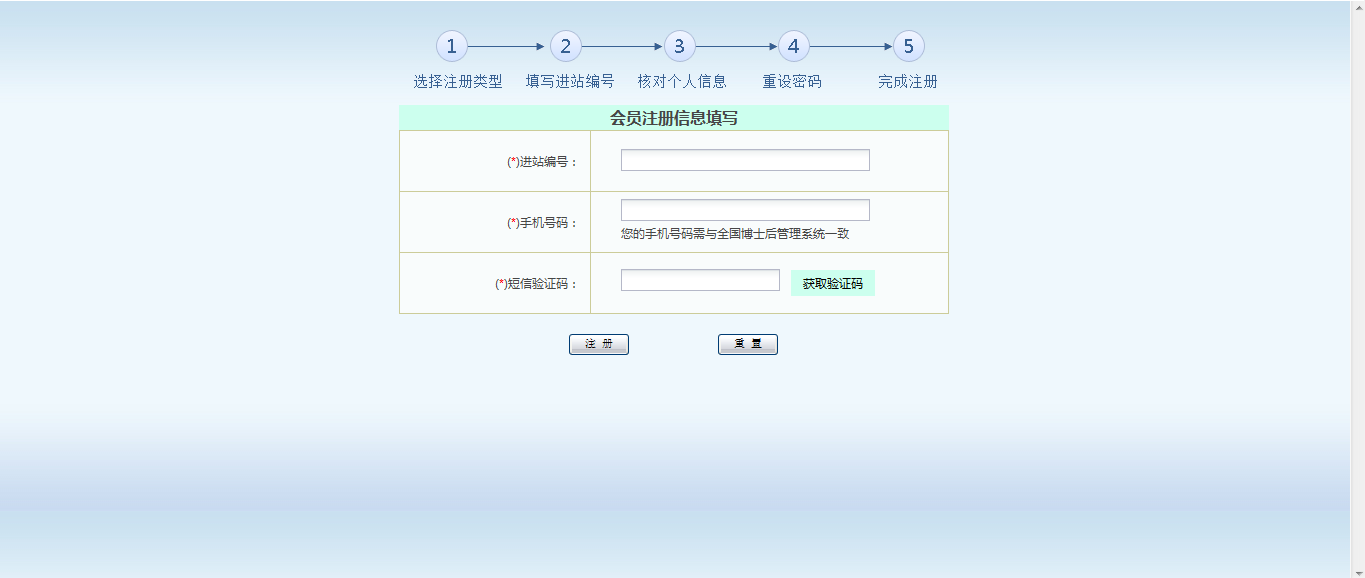 1 2 3 4 5
选择注册类型 填写进站编号 核对个人信息 重设密码 完成注册
会员注册信息填写
(*)进站编号：
(*)手机号码：
您的手机号码需与全国博士后管理系统一致
(*)短信验证码： 获取验证码
注 册 重 置